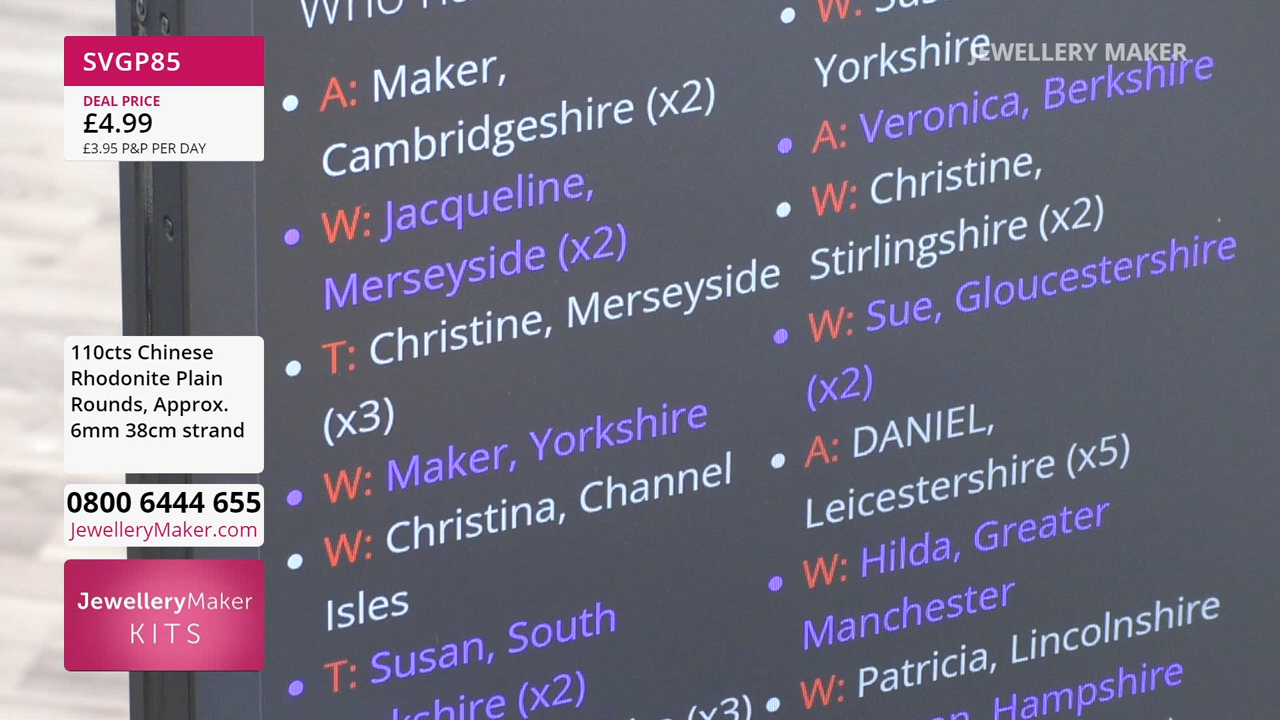 SVGP85
DEAL PRICE
£4.99
£3.95 P&P PER DAY
110cts Chinese
Rhodonite Plain
Rounds, Approx.
6mm 38cm strand
0800 6444 655
JewelleryMaker.com
JewelleryMaker
KITS
JEWELLERY MAKER
A: Maker,
Cambridgeshire (x2)
W: Jacqueline,
Merseyside (x2)
T: Christine, Merseyside
(x3)
W: Maker, Yorkshire
W: Christina, Channel
Isles
T: Susan, South
(x2)
(x3)
W:
Yorkshire
A: Veronica, Berkshire
W: Christine,
Stirlingshire (x2)
W: Sue, Gloucestershire
(x2)
A: DANIEL,
Leicestershire (x5)
W: Hilda, Greater
Manchester
W: Patricia, Lincolnshire
Hampshire